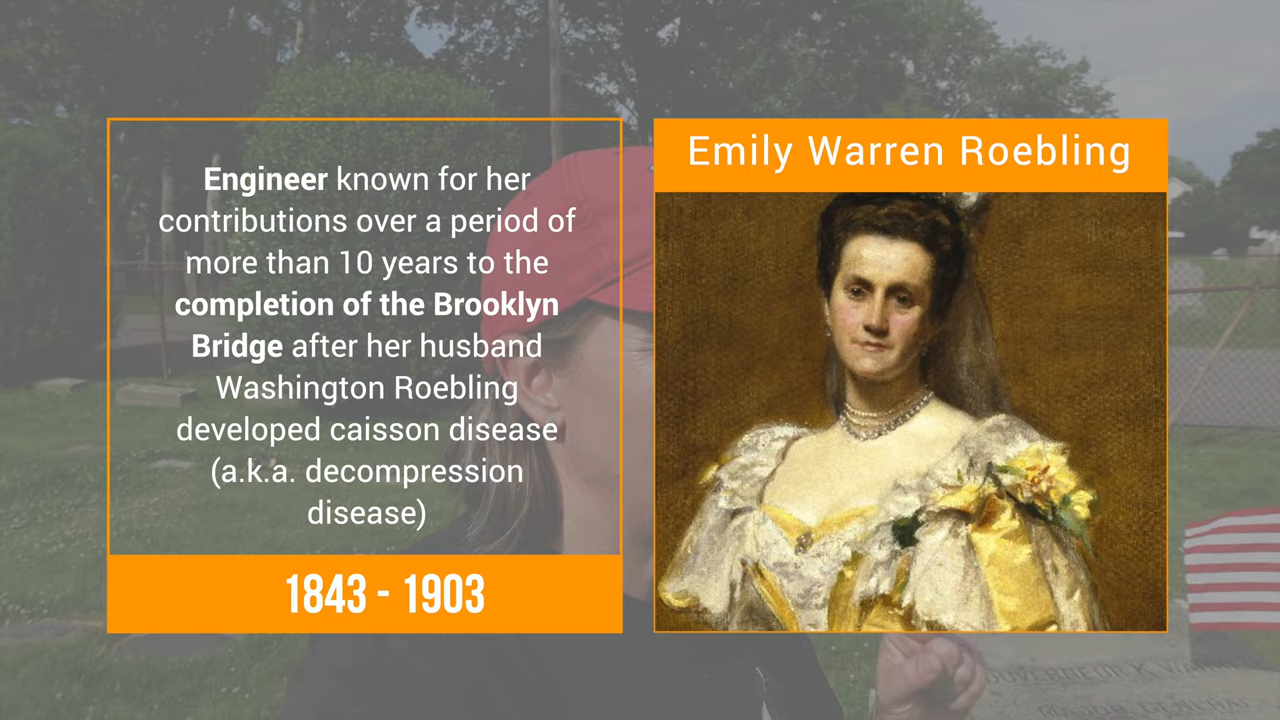 Engineer known for her
contributions over a period of
more than 10 years to the
completion of the Brooklyn
Bridge after her husband
Washington Roebling
developed caisson disease
(a.k.a. decompression
disease)
1843 - 1903
Emily Warren Roebling